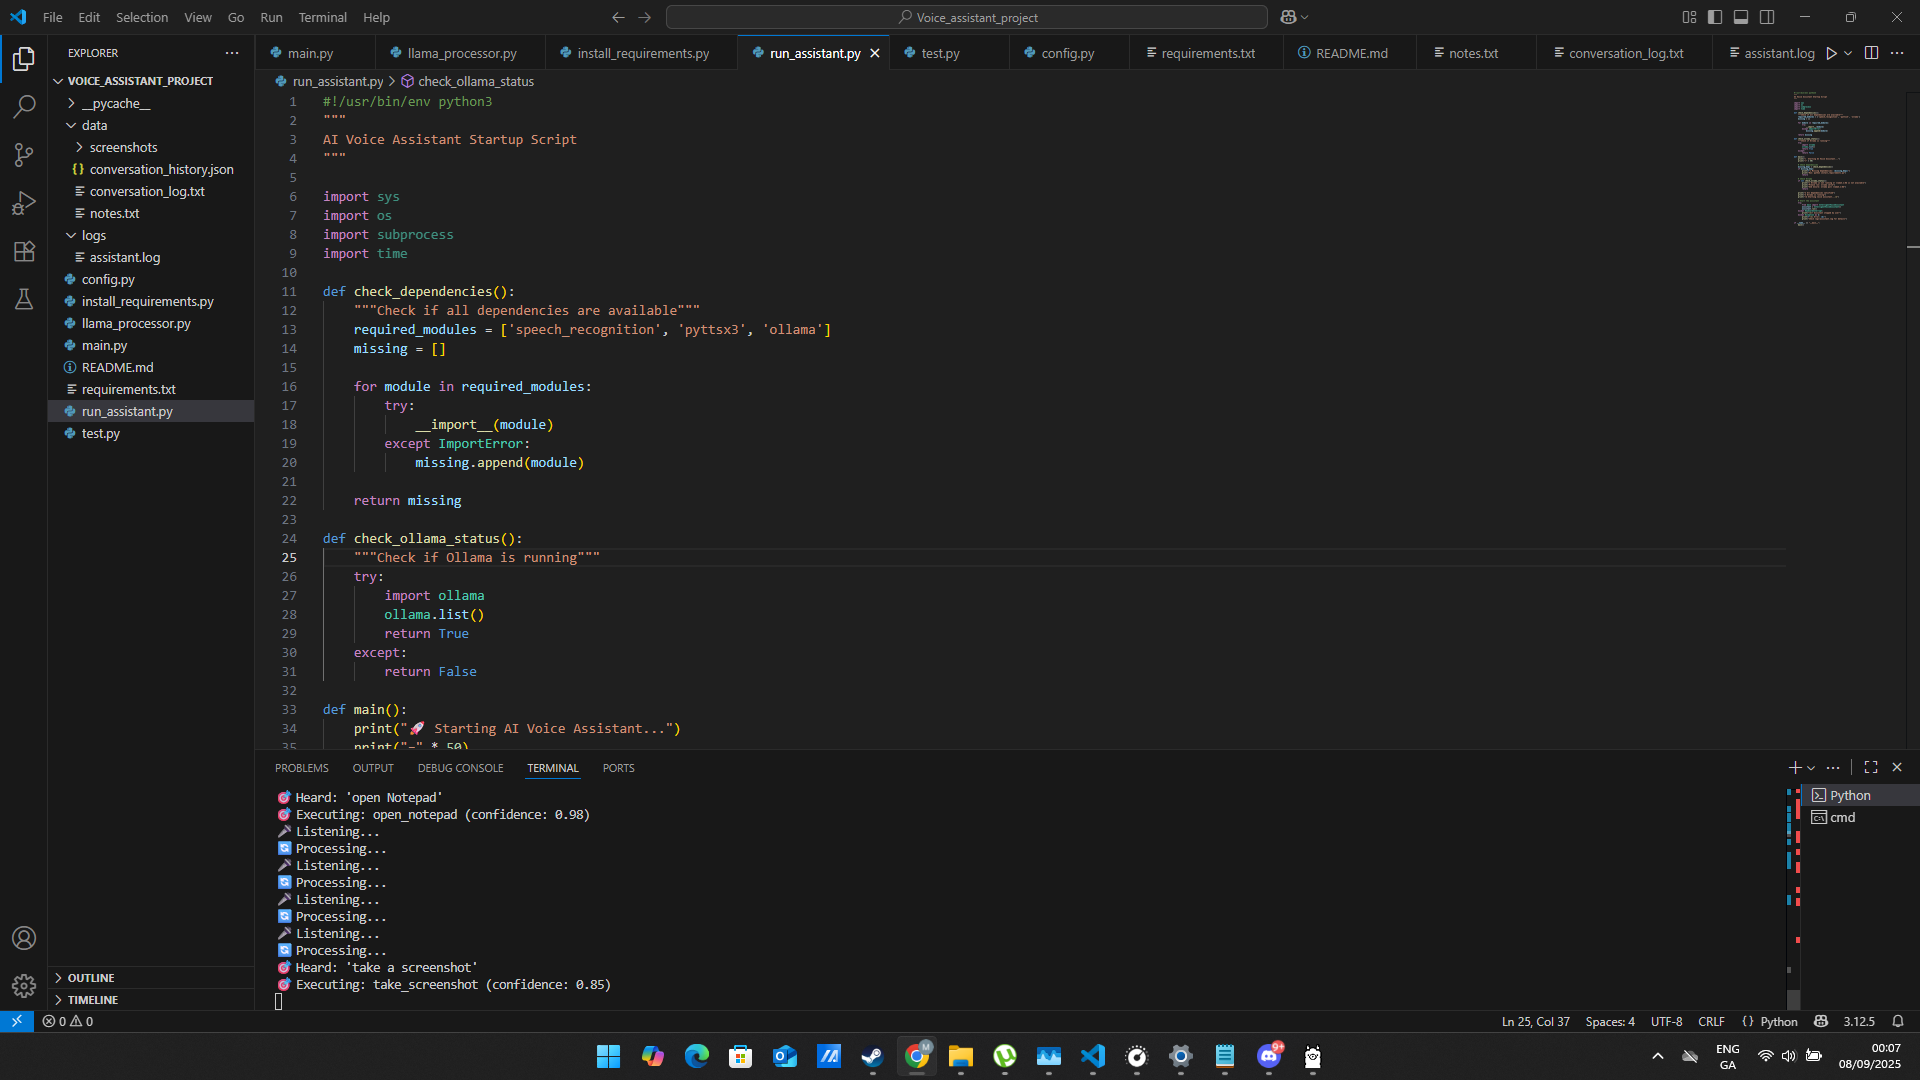 File Edit Selection View Go Run Terminal Help
Voice_assistant_project
EXPLORER
VOICE_ASSISTANT_PROJECT
__pycache__
data
screenshots
conversation_history.json
conversation_log.txt
notes.txt
logs
assistant.log
config.py
install_requirements.py
llama_processor.py
main.py
README.md
requirements.txt
run_assistant.py
test.py
OUTLINE
TIMELINE
main.py llama_processor.py install_requirements.py run_assistant.py test.py config.py requirements.txt README.md notes.txt conversation_log.txt assistant.log
run_assistant.py > check_ollama_status
1 #!/usr/bin/env python3
2 """
3 AI Voice Assistant Startup Script
4 """
5
6 import sys
7 import os
8 import subprocess
9 import time
10
11 def check_dependencies():
12 """Check if all dependencies are available"""
13 required_modules = ['speech_recognition', 'pyttsx3', 'ollama']
14 missing = []
15
16 for module in required_modules:
17 try:
18 __import__(module)
19 except ImportError:
20 missing.append(module)
21
22 return missing
23
24 def check_ollama_status():
25 """Check if Ollama is running"""
26 try:
27 import ollama
28 ollama.list()
29 return True
30 except:
31 return False
32
33 def main():
34 print("🚀 Starting AI Voice Assistant...")
35 print("-" * 50)
PROBLEMS OUTPUT DEBUG CONSOLE TERMINAL PORTS
🎯 Heard: 'open Notepad'
🎯 Executing: open_notepad (confidence: 0.98)
🎤 Listening...
🔄 Processing...
🎤 Listening...
🔄 Processing...
🎤 Listening...
🔄 Processing...
🎤 Listening...
🔄 Processing...
🎯 Heard: 'take a screenshot'
🎯 Executing: take_screenshot (confidence: 0.85)
Python
cmd
0 0
Ln 25, Col 37 Spaces: 4 UTF-8 CRLF {} Python 3.12.5
M
9+
ENG
GA
00:07
08/09/2025